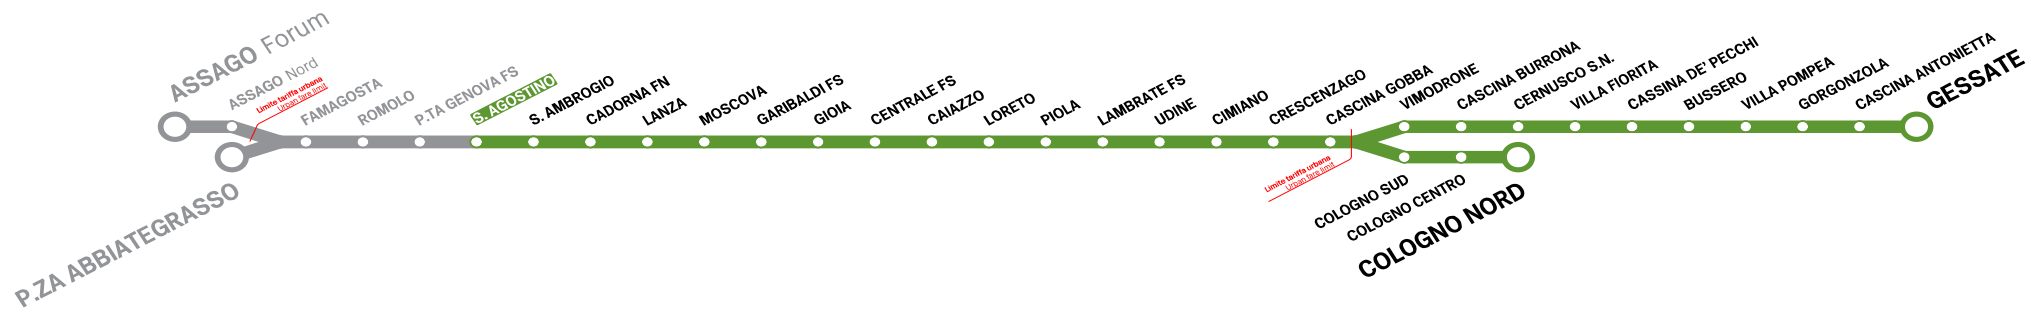 ASSAGO Forum
ASSAGO Nord
Limite tariffa urbana
Urban fare limit
P.ZA ABBIATEGRASSO
FAMAGOSTA
ROMOLO
P.TA GENOVA FS
S. AGOSTINO
S. AMBROGIO
CADORNA FN
LANZA
MOSCOVA
GARIBALDI FS
GIOIA
CENTRALE FS
CAIAZZO
LORETO
PIOLA
LAMBRATE FS
UDINE
CIMIANO
CRESCENZAGO
CASCINA GOBBA
Limite tariffa urbana
Urban fare limit
VIMODRONE
CASCINA BURRONA
CERNUSCO S.N.
VILLA FIORITA
CASSINA DE' PECCHI
BUSSERO
VILLA POMPEA
GORGONZOLA
CASCINA ANTONIETTA
GESSATE
COLOGNO SUD
COLOGNO CENTRO
COLOGNO NORD